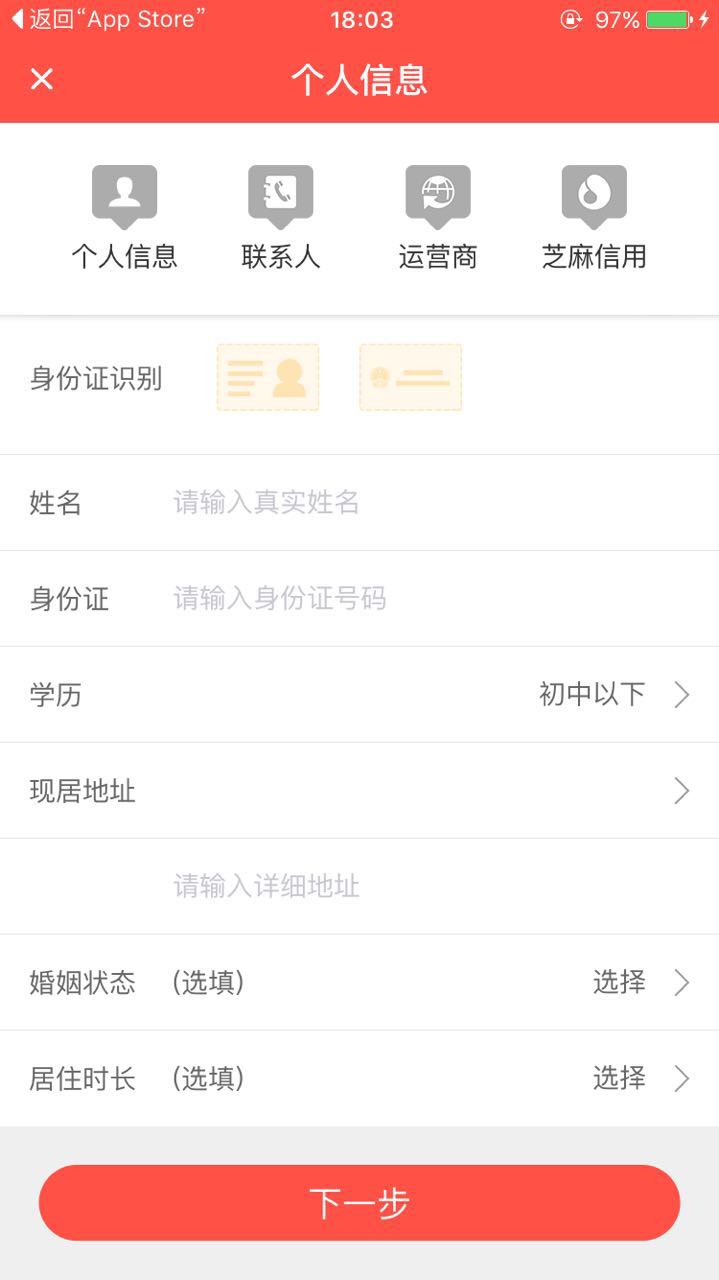 返回“App Store”
18:03
97%
个人信息
个人信息
联系人
运营商
芝麻信用
身份证识别
姓名
请输入真实姓名
身份证
请输入身份证号码
学历
初中以下
现居地址
请输入详细地址
婚姻状态
(选填)
选择
居住时长
(选填)
选择
下一步